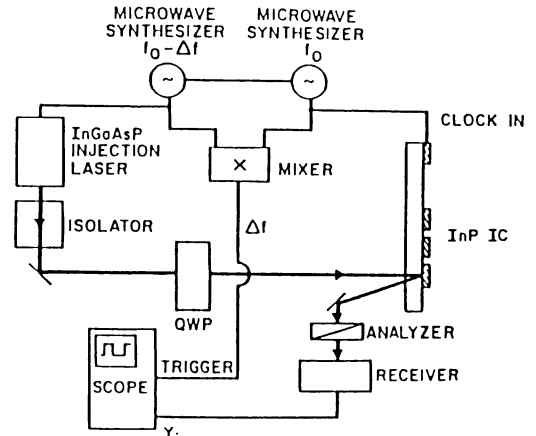 MICROWAVE
SYNTHESIZER
f₀-Δf
MICROWAVE
SYNTHESIZER
f₀
~
~
InGaAsP
INJECTION
LASER
X
MIXER
CLOCK IN
ISOLATOR
Δf
InP IC
QWP
ANALYZER
TRIGGER
SCOPE
RECEIVER